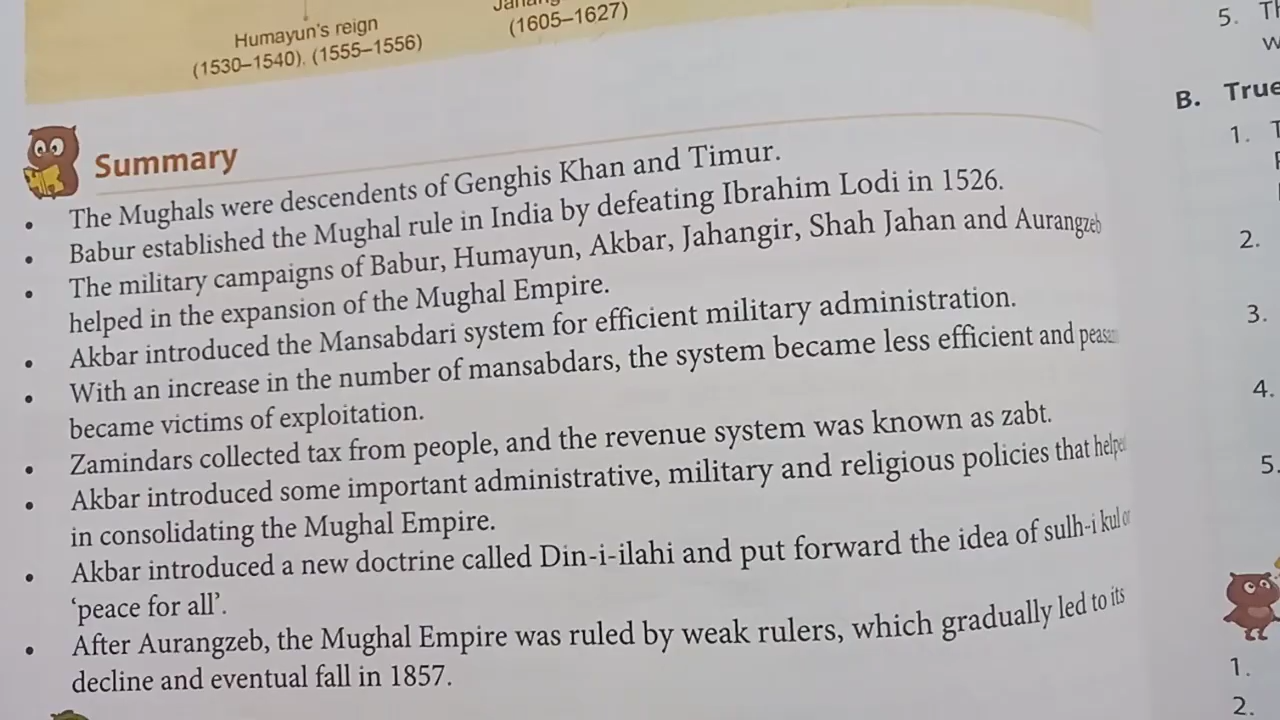 Humayun's reign
(1530–1540), (1555–1556)
(1605–1627)
Summary
• The Mughals were descendents of Genghis Khan and Timur.
• Babur established the Mughal rule in India by defeating Ibrahim Lodi in 1526.
• The military campaigns of Babur, Humayun, Akbar, Jahangir, Shah Jahan and Aurangzeb
helped in the expansion of the Mughal Empire.
• Akbar introduced the Mansabdari system for efficient military administration.
• With an increase in the number of mansabdars, the system became less efficient and
became victims of exploitation.
• Zamindars collected tax from people, and the revenue system was known as zabt.
• Akbar introduced some important administrative, military and religious policies that helped
in consolidating the Mughal Empire.
• Akbar introduced a new doctrine called Din-i-ilahi and put forward the idea of sulh-i kul or
‘peace for all’.
• After Aurangzeb, the Mughal Empire was ruled by weak rulers, which gradually led to its
decline and eventual fall in 1857.
5.
B. True
1.
2.
3.
4.
5.
1.
2.